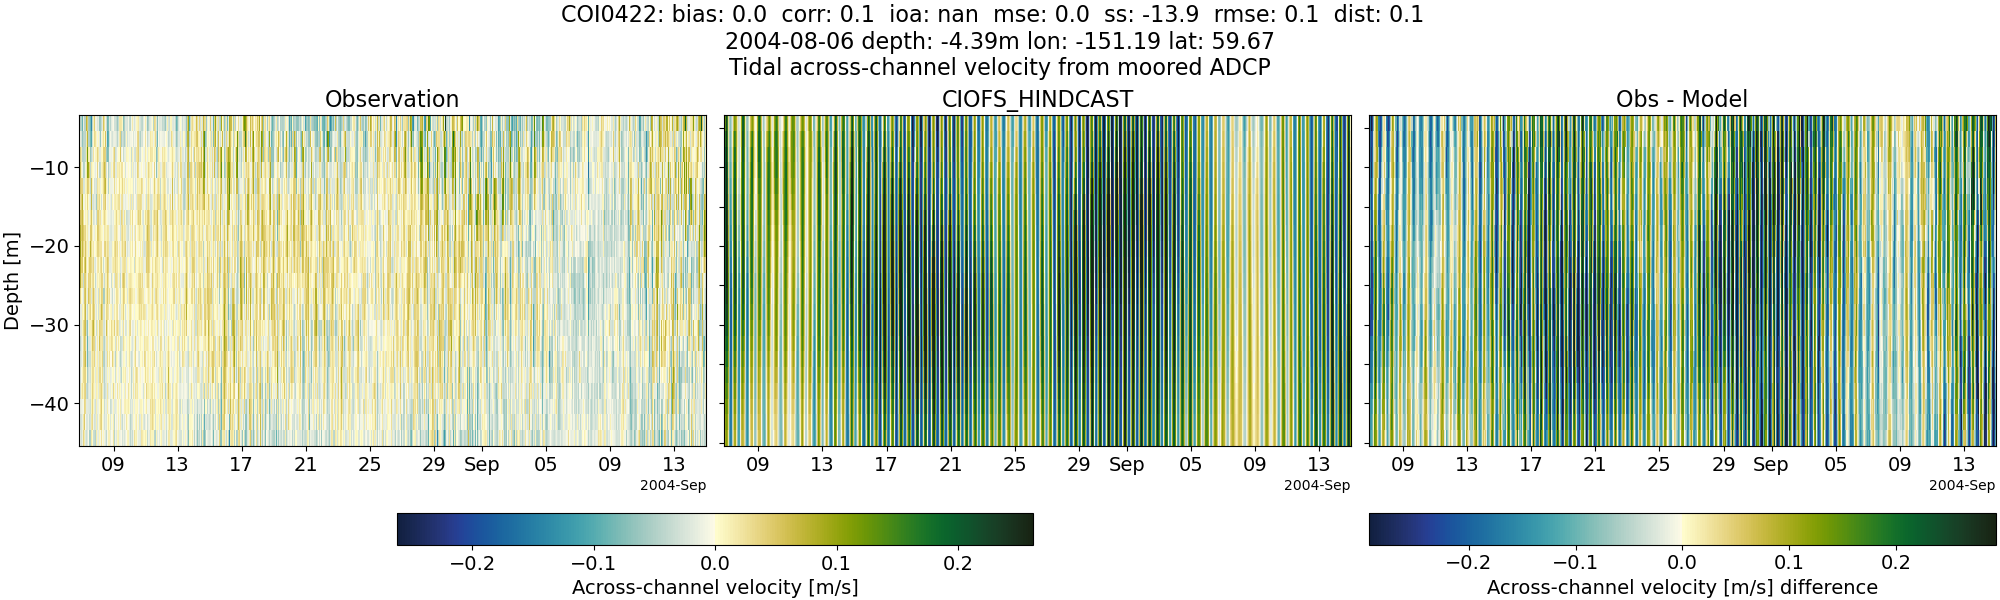 COI0422: bias: 0.0 corr: 0.1 ioa: nan mse: 0.0 ss: -13.9 rmse: 0.1 dist: 0.1
2004-08-06 depth: -4.39m lon: -151.19 lat: 59.67
Tidal across-channel velocity from moored ADCP
Observation
CIOFS_HINDCAST
Obs - Model
Depth [m]
−10
−20
−30
−40
09 13 17 21 25 29 Sep 05 09 13
2004-Sep
09 13 17 21 25 29 Sep 05 09 13
2004-Sep
09 13 17 21 25 29 Sep 05 09 13
2004-Sep
−0.2 −0.1 0.0 0.1 0.2
Across-channel velocity [m/s]
−0.2 −0.1 0.0 0.1 0.2
Across-channel velocity [m/s] difference